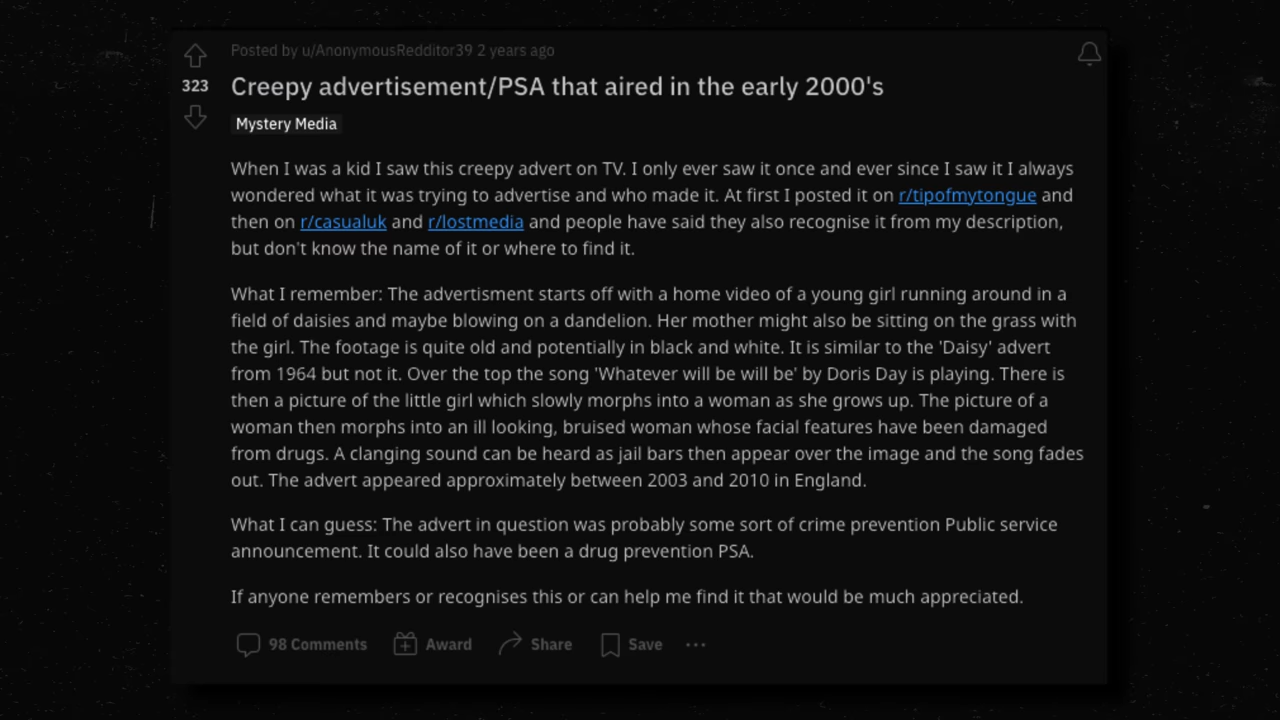 Posted by u/AnonymousRedditor39 2 years ago
323
Creepy advertisement/PSA that aired in the early 2000's
Mystery Media
When I was a kid I saw this creepy advert on TV. I only ever saw it once and ever since I saw it I always
wondered what it was trying to advertise and who made it. At first I posted it on r/tipofmytongue and
then on r/casualuk and r/lostmedia and people have said they also recognise it from my description,
but don't know the name of it or where to find it.
What I remember: The advertisment starts off with a home video of a young girl running around in a
field of daisies and maybe blowing on a dandelion. Her mother might also be sitting on the grass with
the girl. The footage is quite old and potentially in black and white. It is similar to the 'Daisy' advert
from 1964 but not it. Over the top the song 'Whatever will be will be' by Doris Day is playing. There is
then a picture of the little girl which slowly morphs into a woman as she grows up. The picture of a
woman then morphs into an ill looking, bruised woman whose facial features have been damaged
from drugs. A clanging sound can be heard as jail bars then appear over the image and the song fades
out. The advert appeared approximately between 2003 and 2010 in England.
What I can guess: The advert in question was probably some sort of crime prevention Public service
announcement. It could also have been a drug prevention PSA.
If anyone remembers or recognises this or can help me find it that would be much appreciated.
98 Comments Award Share Save